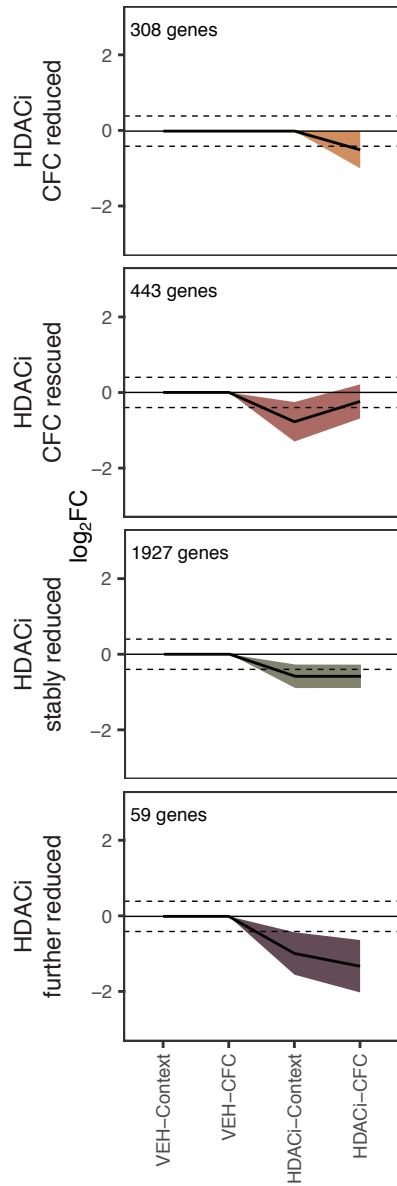 HDACi
CFC reduced
308 genes
2
0
−2
HDACi
CFC rescued
443 genes
2
0
−2
log₂FC
HDACi
stably reduced
1927 genes
2
0
−2
HDACi
further reduced
59 genes
2
0
−2
VEH−Context
VEH−CFC
HDACi−Context
HDACi−CFC